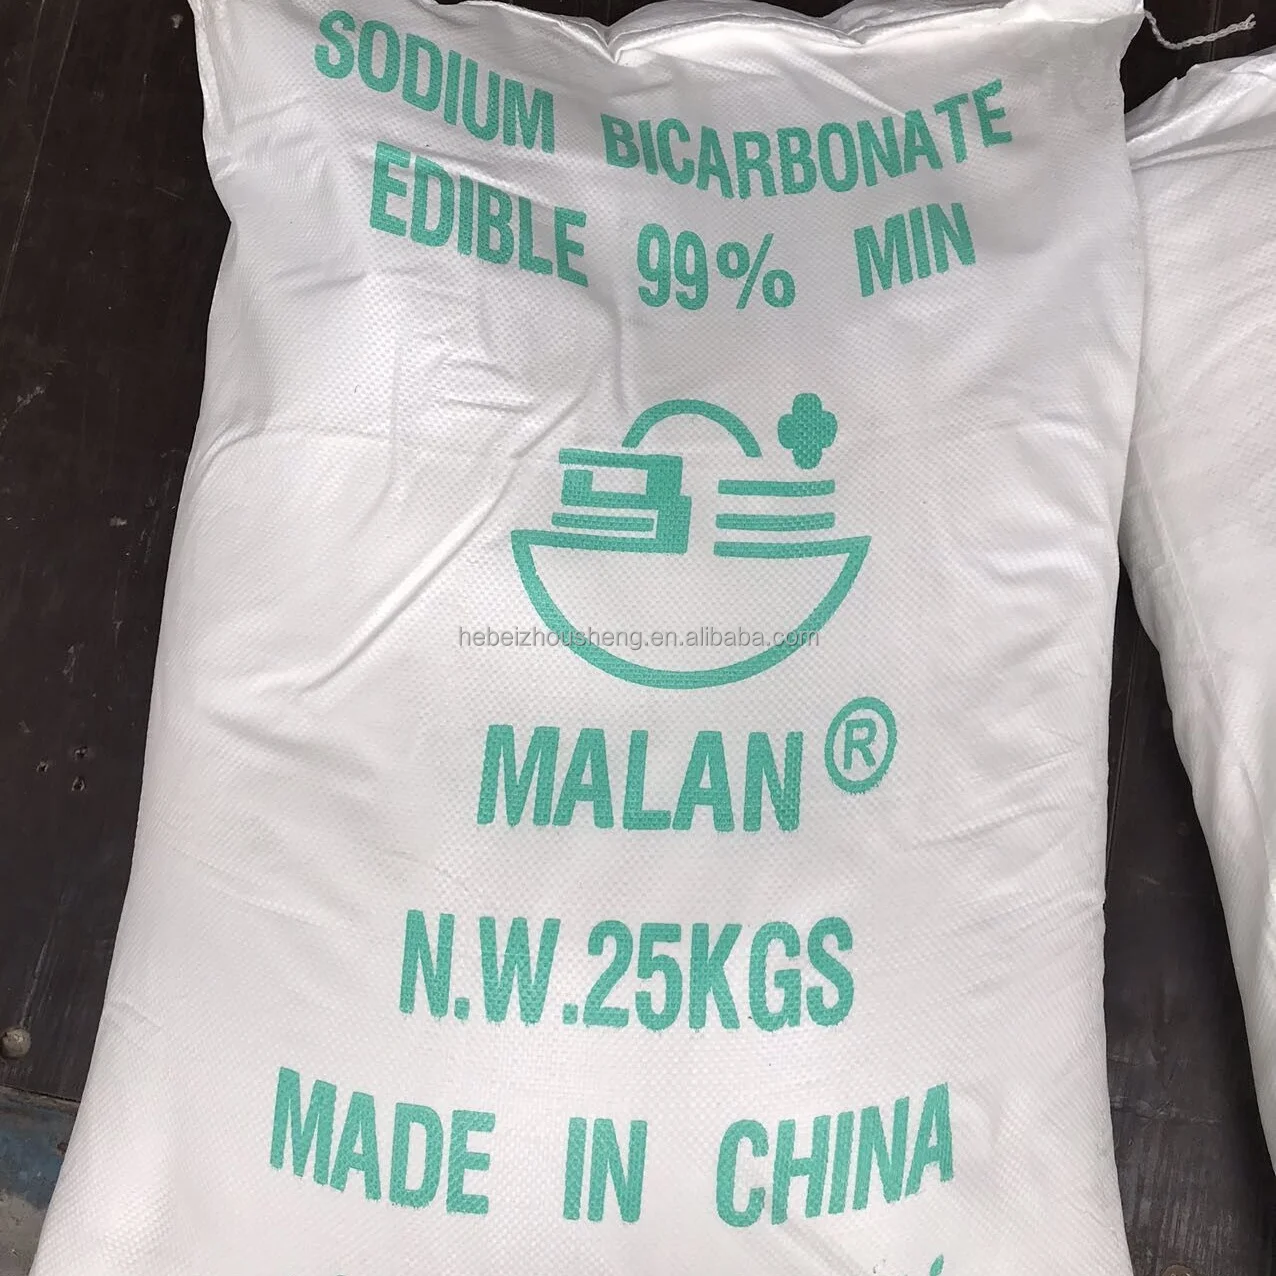 SODIUM BICARBONATE
EDIBLE 99% MIN
hebeizhousheng.en.alibaba.com
MALAN®
N.W.25KGS
MADE IN CHINA